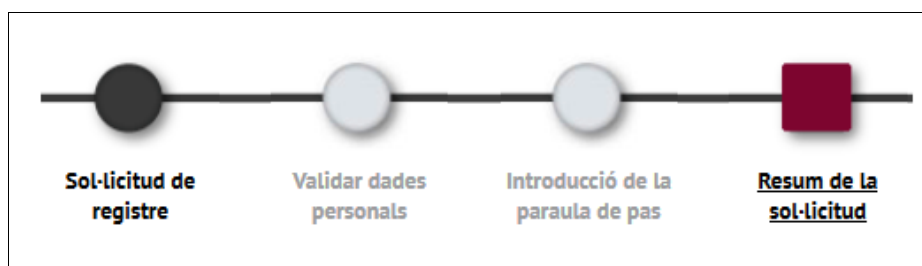 Sol·licitud de
registre
Validar dades
personals
Introducció de la
paraula de pas
Resum de la
sol·licitud